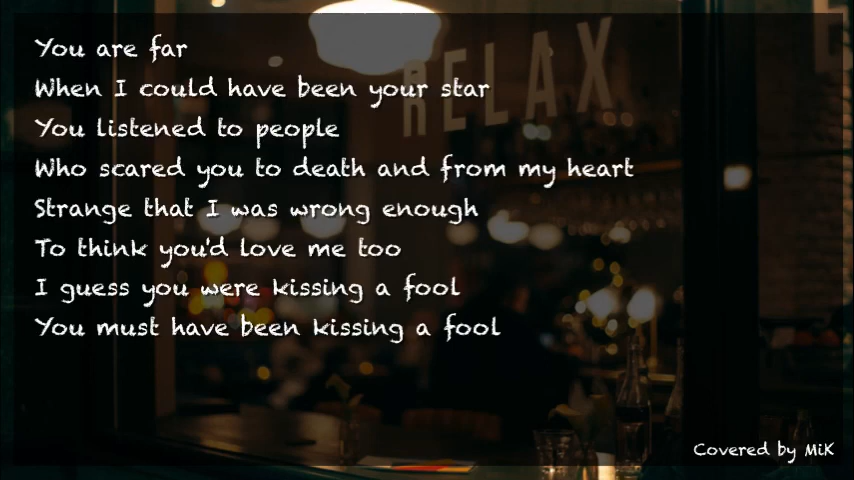 RELAX
You are far
When I could have been your star
You listened to people
Who scared you to death and from my heart
Strange that I was wrong enough
To think you'd love me too
I guess you were kissing a fool
You must have been kissing a fool
Covered by MiK